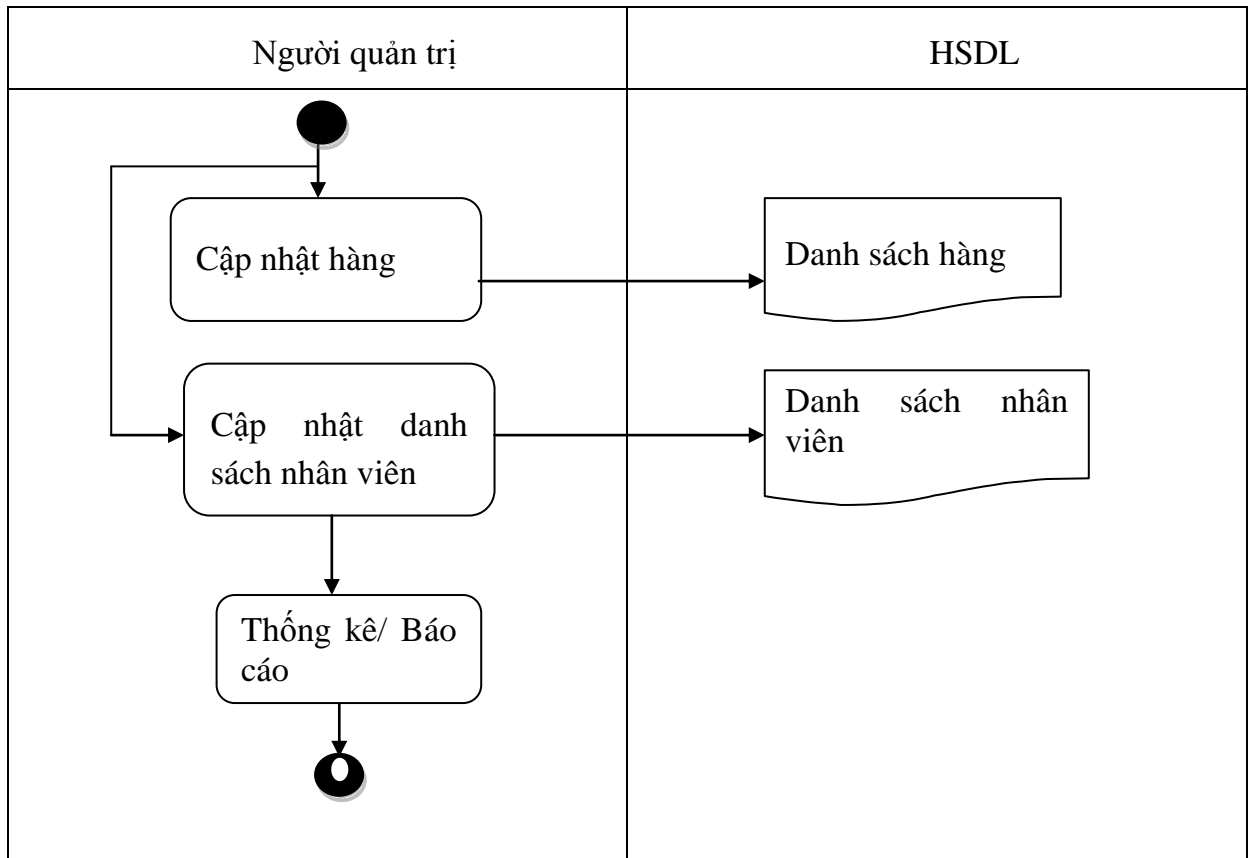 Người quản trị
HSDL
Cập nhật hàng
Danh sách hàng
Cập nhật danh
sách nhân viên
Danh sách nhân
viên
Thống kê/ Báo
cáo